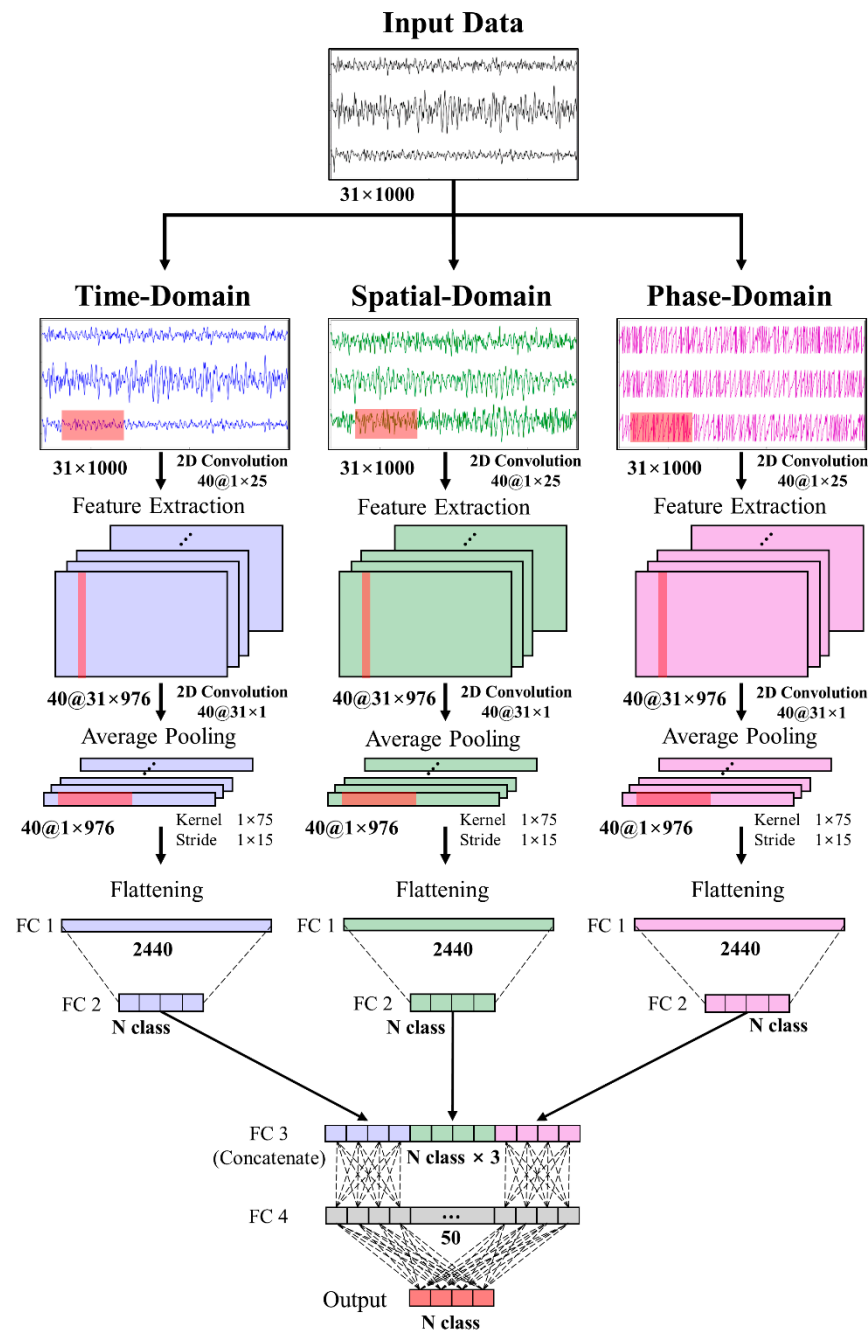 Input Data
31×1000
Time-Domain
Spatial-Domain
Phase-Domain
31×1000
2D Convolution
40@1×25
31×1000
2D Convolution
40@1×25
31×1000
2D Convolution
40@1×25
Feature Extraction
Feature Extraction
Feature Extraction
40@31×976
2D Convolution
40@31×1
40@31×976
2D Convolution
40@31×1
40@31×976
2D Convolution
40@31×1
Average Pooling
Average Pooling
Average Pooling
40@1×976
Kernel 1×75
Stride 1×15
40@1×976
Kernel 1×75
Stride 1×15
40@1×976
Kernel 1×75
Stride 1×15
Flattening
Flattening
Flattening
FC 1
2440
FC 1
2440
FC 1
2440
FC 2
N class
FC 2
N class
FC 2
N class
FC 3
(Concatenate)
N class × 3
FC 4
...
50
Output
N class